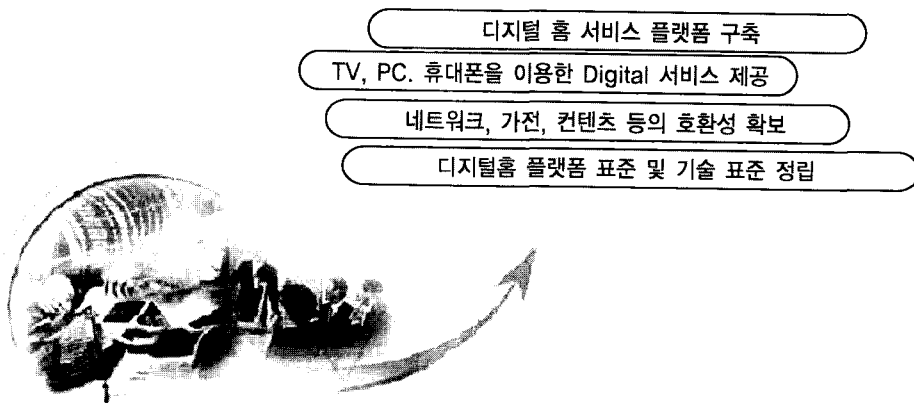 디지털 홈 서비스 플랫폼 구축
TV, PC. 휴대폰을 이용한 Digital 서비스 제공
네트워크, 가전, 컨텐츠 등의 호환성 확보
디지털홈 플랫폼 표준 및 기술 표준 정립